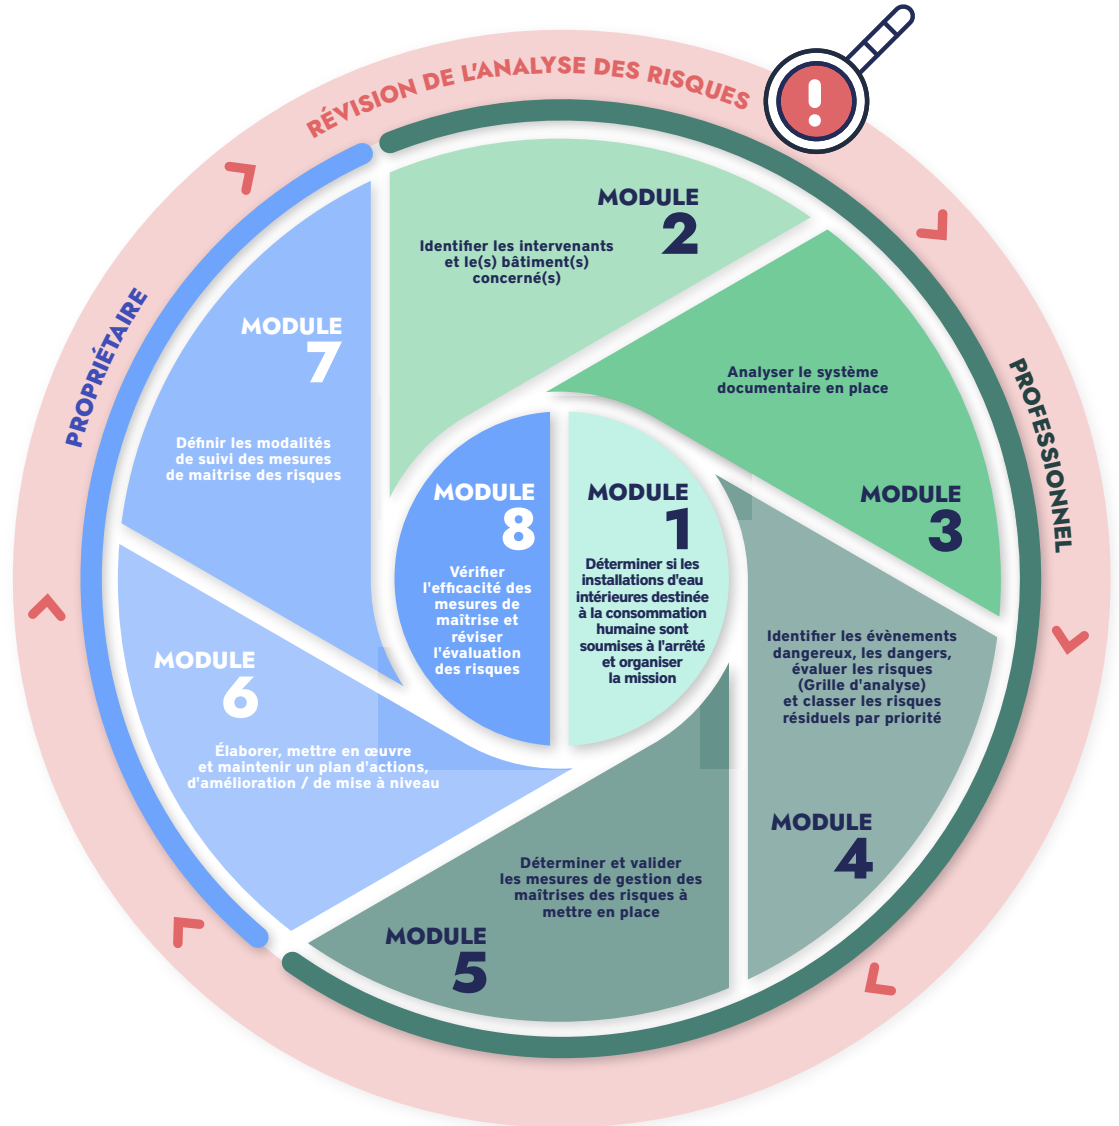 RÉVISION DE L'ANALYSE DES RISQUES
PROPRIÉTAIRE
PROFESSIONNEL
MODULE
1
Déterminer si les
installations d'eau
intérieures destinée
à la consommation
humaine sont
soumises à l'arrêté
et organiser
la mission
MODULE
2
Identifier les intervenants
et le(s) bâtiment(s)
concerné(s)
Analyser le système
documentaire en place
MODULE
3
Identifier les évènements
dangereux, les dangers,
évaluer les risques
(Grille d'analyse)
et classer les risques
résiduels par priorité
MODULE
4
Déterminer et valider
les mesures de gestion des
maîtrises des risques à
mettre en place
MODULE
5
MODULE
6
Élaborer, mettre en œuvre
et maintenir un plan d'actions,
d'amélioration / de mise à niveau
MODULE
7
Définir les modalités
de suivi des mesures
de maitrise des risques
MODULE
8
Vérifier
l'efficacité des
mesures de
maîtrise et
réviser
l'évaluation
des risques